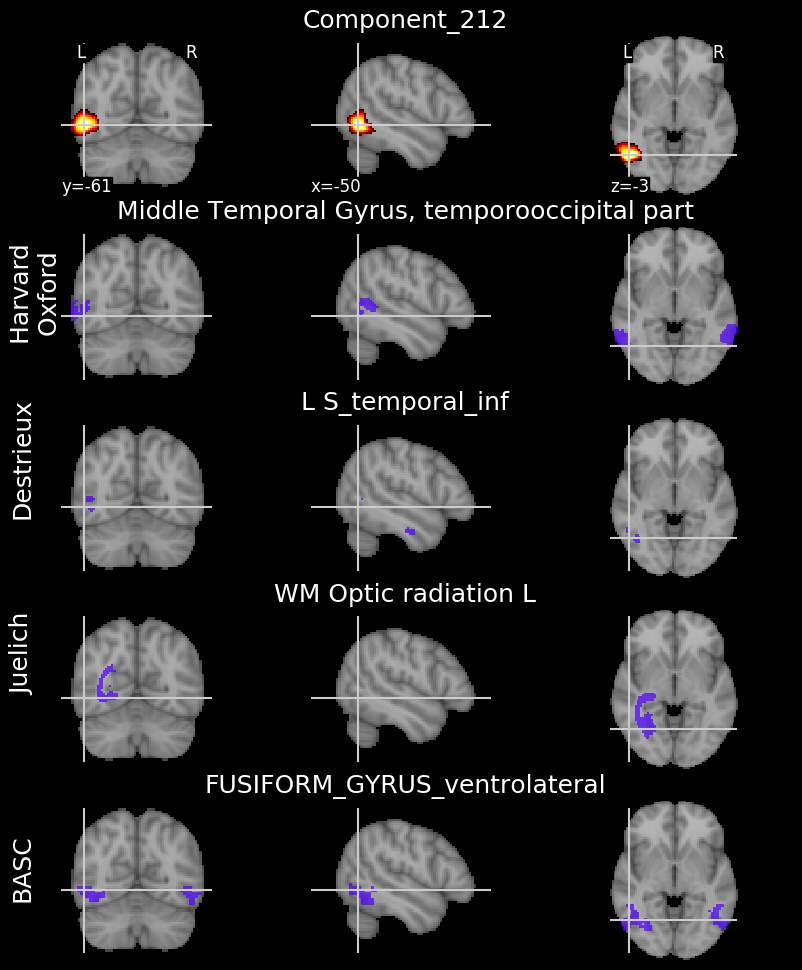 Component_212
L R
L R
y=-61
x=-50
z=-3
Middle Temporal Gyrus, temporooccipital part
Harvard
Oxford
L S_temporal_inf
Destrieux
WM Optic radiation L
Juelich
FUSIFORM_GYRUS_ventrolateral
BASC